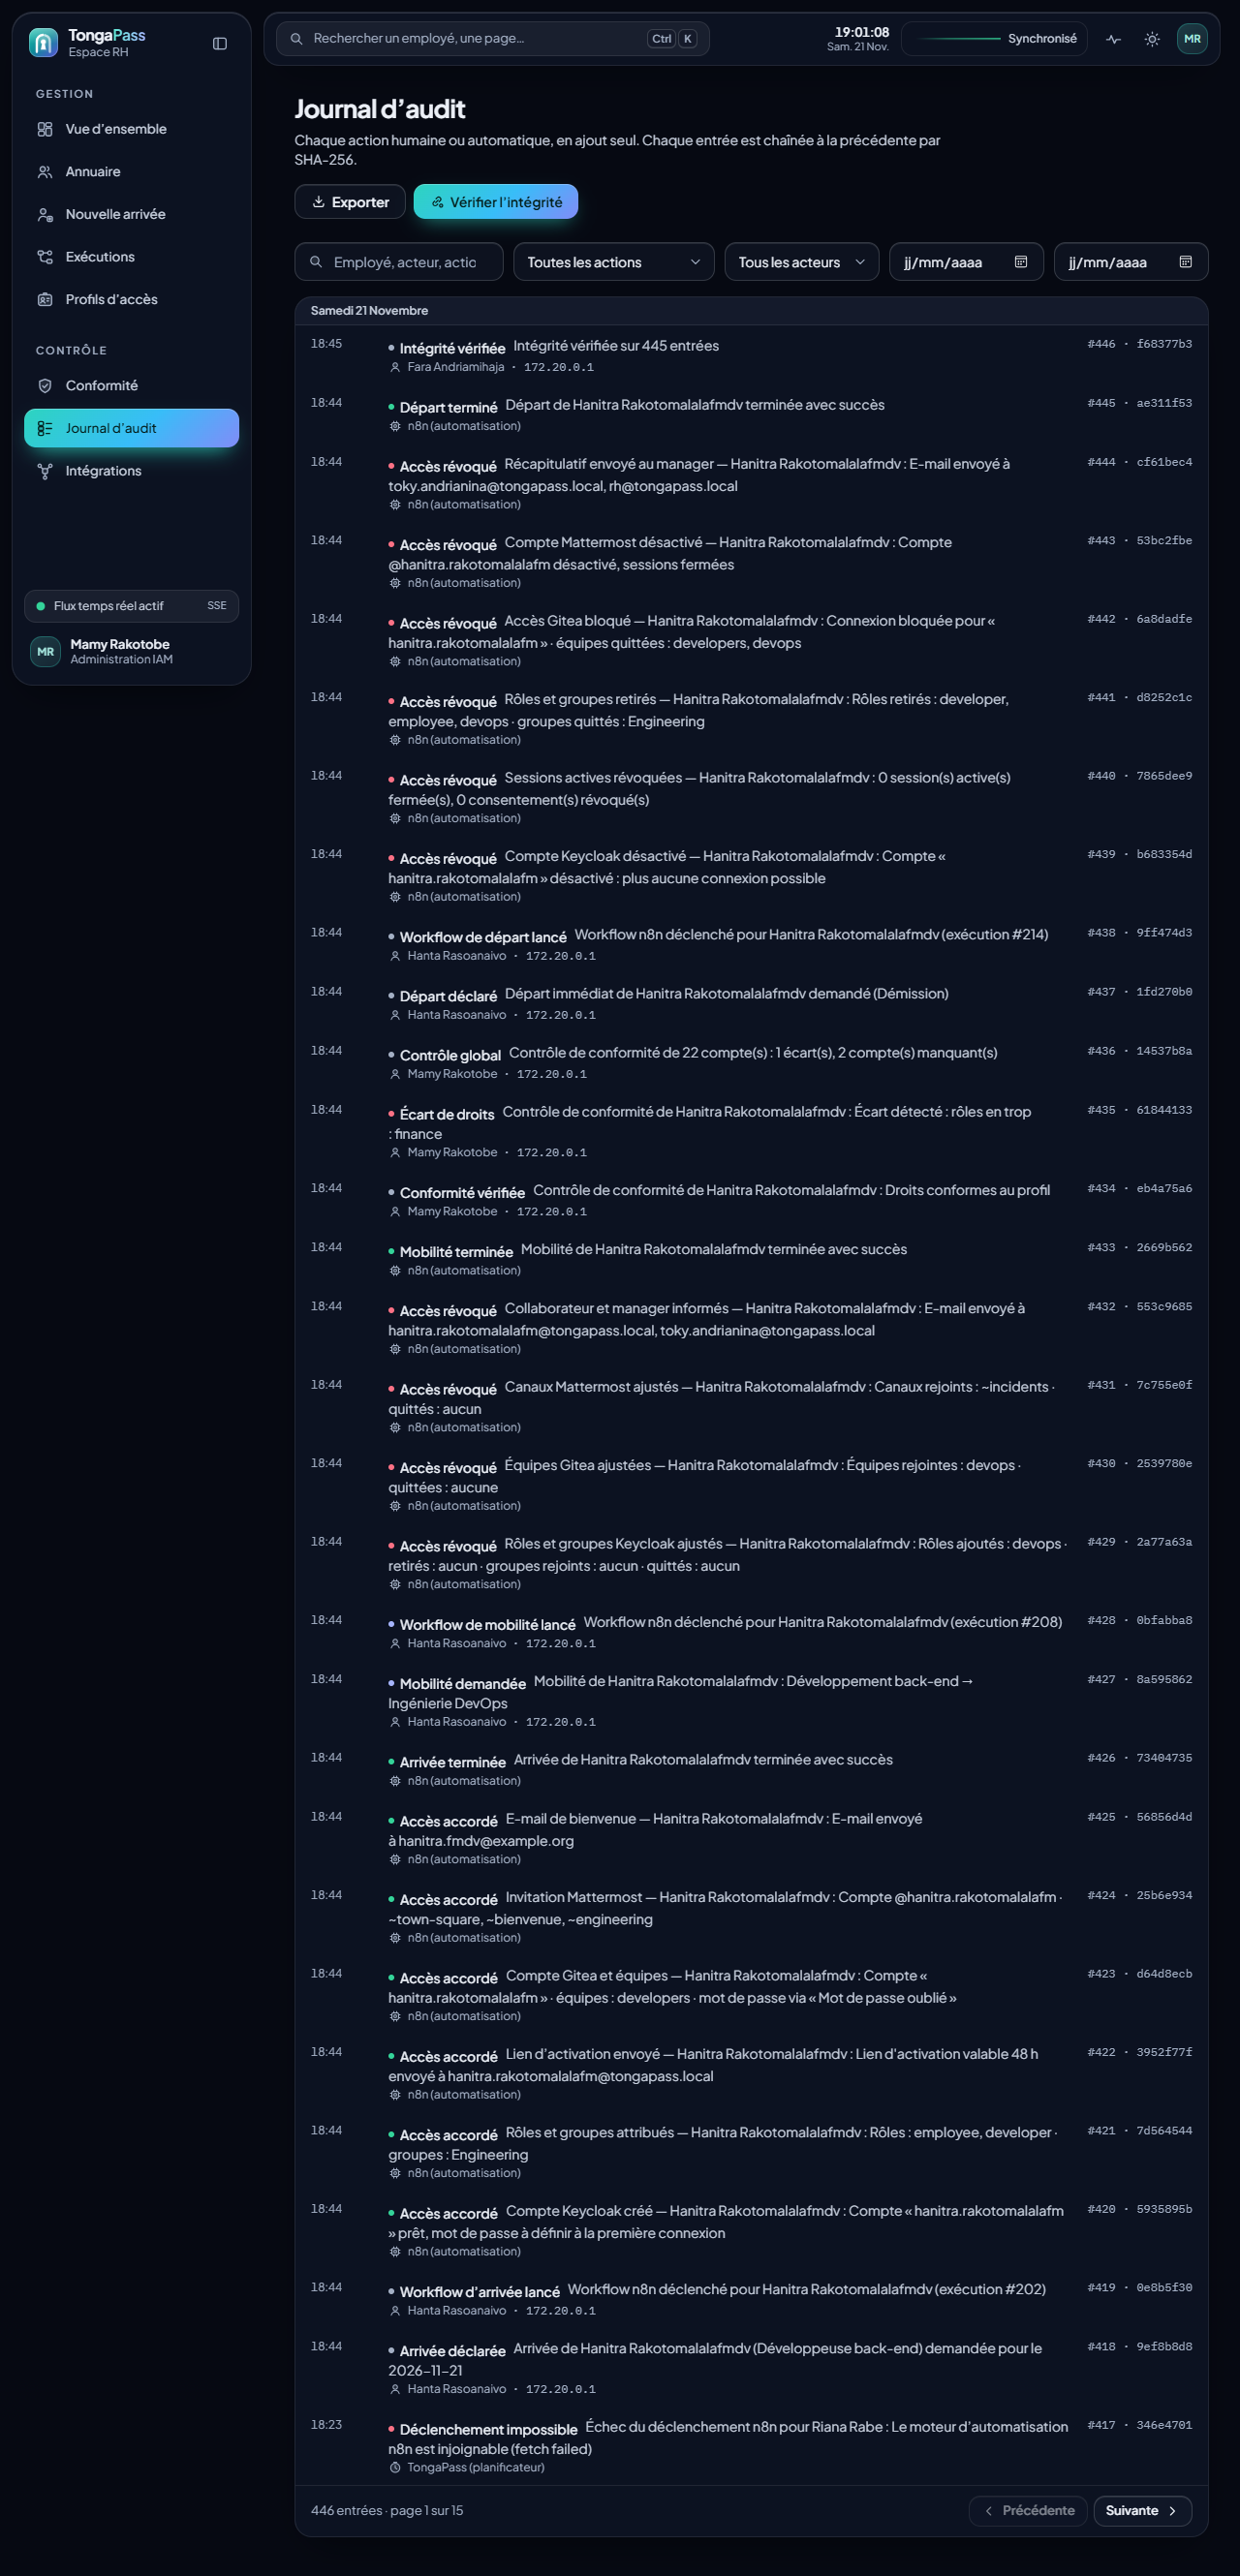 TongaPass
Espace RH
GESTION
Vue d’ensemble
Annuaire
Nouvelle arrivée
Exécutions
Profils d’accès
CONTRÔLE
Conformité
Journal d’audit
Intégrations
Flux temps réel actif SSE
MR
Mamy Rakotobe
Administration IAM
Rechercher un employé, une page… Ctrl K
19:01:08
Sam. 21 Nov.
Synchronisé
MR
Journal d’audit
Chaque action humaine ou automatique, en ajout seul. Chaque entrée est chaînée à la précédente par
SHA-256.
Exporter
Vérifier l’intégrité
Employé, acteur, actic
Toutes les actions
Tous les acteurs
jj/mm/aaaa
jj/mm/aaaa
Samedi 21 Novembre
18:45 Intégrité vérifiée Intégrité vérifiée sur 445 entrées #446 · f68377b3
Fara Andriamihaja · 172.20.0.1
18:44 Départ terminé Départ de Hanitra Rakotomalalafmdv terminée avec succès #445 · ae311f53
n8n (automatisation)
18:44 Accès révoqué Récapitulatif envoyé au manager — Hanitra Rakotomalalafmdv : E-mail envoyé à #444 · cf61bec4
toky.andrianina@tongapass.local, rh@tongapass.local
n8n (automatisation)
18:44 Accès révoqué Compte Mattermost désactivé — Hanitra Rakotomalalafmdv : Compte #443 · 53bc2fbe
@hanitra.rakotomalalafm désactivé, sessions fermées
n8n (automatisation)
18:44 Accès révoqué Accès Gitea bloqué — Hanitra Rakotomalalafmdv : Connexion bloquée pour « #442 · 6a8dadfe
hanitra.rakotomalalafm » · équipes quittées : developers, devops
n8n (automatisation)
18:44 Accès révoqué Rôles et groupes retirés — Hanitra Rakotomalalafmdv : Rôles retirés : developer, #441 · d8252c1c
employee, devops · groupes quittés : Engineering
n8n (automatisation)
18:44 Accès révoqué Sessions actives révoquées — Hanitra Rakotomalalafmdv : 0 session(s) active(s) #440 · 7865dee9
fermée(s), 0 consentement(s) révoqué(s)
n8n (automatisation)
18:44 Accès révoqué Compte Keycloak désactivé — Hanitra Rakotomalalafmdv : Compte « #439 · b683354d
hanitra.rakotomalalafm » désactivé : plus aucune connexion possible
n8n (automatisation)
18:44 Workflow de départ lancé Workflow n8n déclenché pour Hanitra Rakotomalalafmdv (exécution #214) #438 · 9ff474d3
Hanta Rasoanaivo · 172.20.0.1
18:44 Départ déclaré Départ immédiat de Hanitra Rakotomalalafmdv demandé (Démission) #437 · 1fd270b0
Hanta Rasoanaivo · 172.20.0.1
18:44 Contrôle global Contrôle de conformité de 22 compte(s) : 1 écart(s), 2 compte(s) manquant(s) #436 · 14537b8a
Mamy Rakotobe · 172.20.0.1
18:44 Écart de droits Contrôle de conformité de Hanitra Rakotomalalafmdv : Écart détecté : rôles en trop #435 · 61844133
: finance
Mamy Rakotobe · 172.20.0.1
18:44 Conformité vérifiée Contrôle de conformité de Hanitra Rakotomalalafmdv : Droits conformes au profil #434 · eb4a75a6
Mamy Rakotobe · 172.20.0.1
18:44 Mobilité terminée Mobilité de Hanitra Rakotomalalafmdv terminée avec succès #433 · 2669b562
n8n (automatisation)
18:44 Accès révoqué Collaborateur et manager informés — Hanitra Rakotomalalafmdv : E-mail envoyé à #432 · 553c9685
hanitra.rakotomalalafm@tongapass.local, toky.andrianina@tongapass.local
n8n (automatisation)
18:44 Accès révoqué Canaux Mattermost ajustés — Hanitra Rakotomalalafmdv : Canaux rejoints : ~incidents · #431 · 7c755e0f
quittés : aucun
n8n (automatisation)
18:44 Accès révoqué Équipes Gitea ajustées — Hanitra Rakotomalalafmdv : Équipes rejointes : devops · #430 · 2539780e
quittées : aucune
n8n (automatisation)
18:44 Accès révoqué Rôles et groupes Keycloak ajustés — Hanitra Rakotomalalafmdv : Rôles ajoutés : devops · #429 · 2a77a63a
retirés : aucun · groupes rejoints : aucun · quittés : aucun
n8n (automatisation)
18:44 Workflow de mobilité lancé Workflow n8n déclenché pour Hanitra Rakotomalalafmdv (exécution #208) #428 · 0bfabba8
Hanta Rasoanaivo · 172.20.0.1
18:44 Mobilité demandée Mobilité de Hanitra Rakotomalalafmdv : Développement back-end → #427 · 8a595862
Ingénierie DevOps
Hanta Rasoanaivo · 172.20.0.1
18:44 Arrivée terminée Arrivée de Hanitra Rakotomalalafmdv terminée avec succès #426 · 73404735
n8n (automatisation)
18:44 Accès accordé E-mail de bienvenue — Hanitra Rakotomalalafmdv : E-mail envoyé #425 · 56856d4d
à hanitra.fmdv@example.org
n8n (automatisation)
18:44 Accès accordé Invitation Mattermost — Hanitra Rakotomalalafmdv : Compte @hanitra.rakotomalalafm · #424 · 25b6e934
~town-square, ~bienvenue, ~engineering
n8n (automatisation)
18:44 Accès accordé Compte Gitea et équipes — Hanitra Rakotomalalafmdv : Compte « #423 · d64d8ecb
hanitra.rakotomalalafm » · équipes : developers · mot de passe via « Mot de passe oublié »
n8n (automatisation)
18:44 Accès accordé Lien d’activation envoyé — Hanitra Rakotomalalafmdv : Lien d’activation valable 48 h #422 · 3952f77f
envoyé à hanitra.rakotomalalafm@tongapass.local
n8n (automatisation)
18:44 Accès accordé Rôles et groupes attribués — Hanitra Rakotomalalafmdv : Rôles : employee, developer · #421 · 7d564544
groupes : Engineering
n8n (automatisation)
18:44 Accès accordé Compte Keycloak créé — Hanitra Rakotomalalafmdv : Compte « hanitra.rakotomalalafm #420 · 5935895b
» prêt, mot de passe à définir à la première connexion
n8n (automatisation)
18:44 Workflow d’arrivée lancé Workflow n8n déclenché pour Hanitra Rakotomalalafmdv (exécution #202) #419 · 0e8b5f30
Hanta Rasoanaivo · 172.20.0.1
18:44 Arrivée déclarée Arrivée de Hanitra Rakotomalalafmdv (Développeuse back-end) demandée pour le #418 · 9ef8b8d8
2026-11-21
Hanta Rasoanaivo · 172.20.0.1
18:23 Déclenchement impossible Échec du déclenchement n8n pour Riana Rabe : Le moteur d’automatisation #417 · 346e4701
n8n est injoignable (fetch failed)
TongaPass (planificateur)
446 entrées · page 1 sur 15
Précédente
Suivante